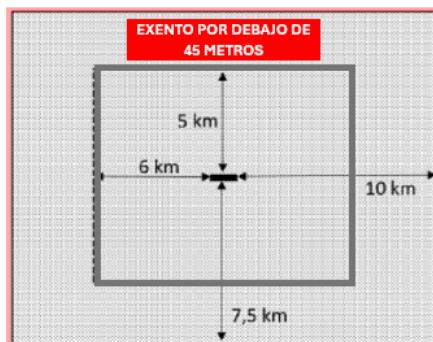 EXENTO POR DEBAJO DE
45 METROS
5 km
6 km
10 km
7,5 km